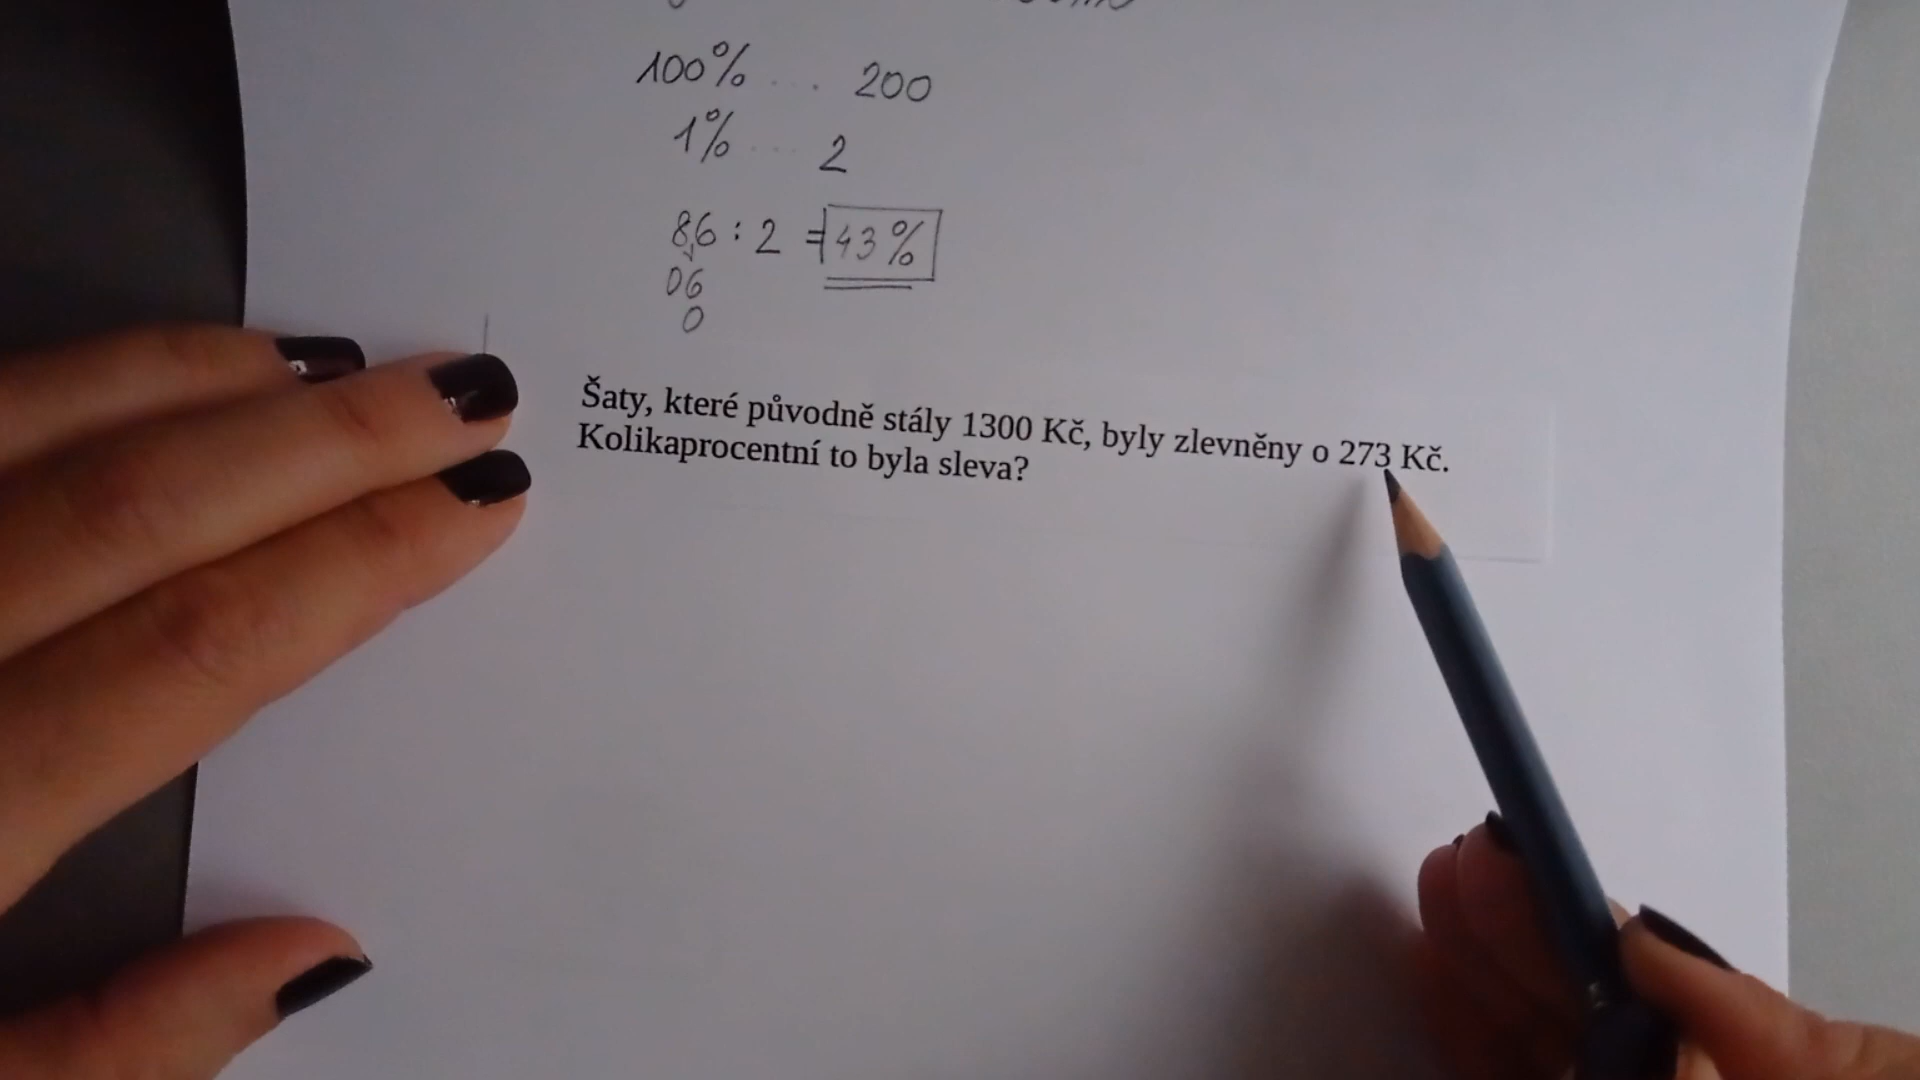 100% ... 200
1% ... 2
86 : 2 = 43%
06
0
Šaty, které původně stály 1300 Kč, byly zlevněny o 273 Kč.
Kolikaprocentní to byla sleva?